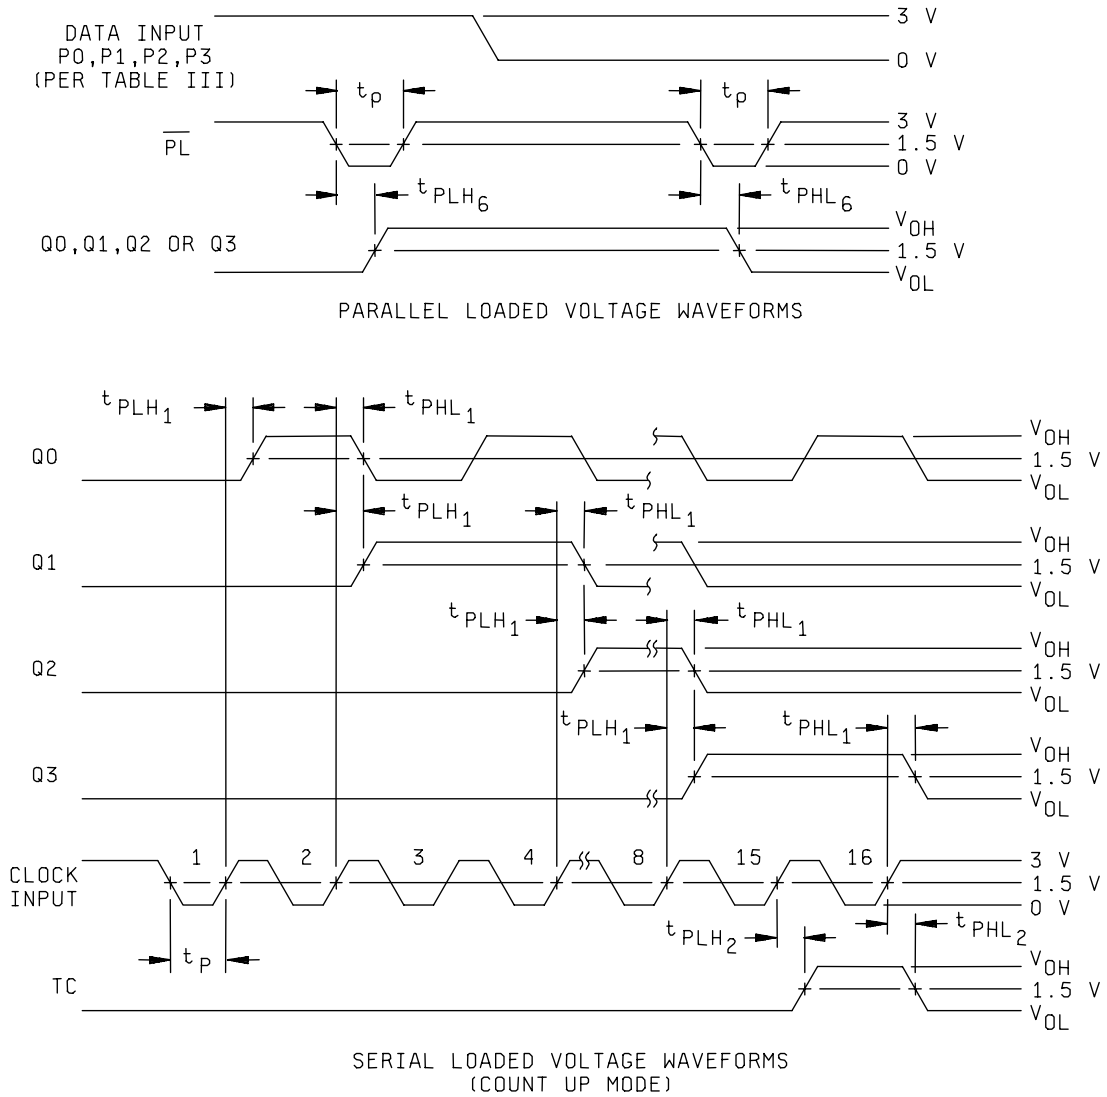 DATA INPUT
P0,P1,P2,P3
(PER TABLE III)
3 V
0 V
tp
tp
PL
3 V
1.5 V
0 V
tPLH6
tPHL6
Q0,Q1,Q2 OR Q3
VOH
1.5 V
VOL
PARALLEL LOADED VOLTAGE WAVEFORMS
tPLH1
tPHL1
Q0
VOH
1.5 V
VOL
tPLH1
tPHL1
Q1
VOH
1.5 V
VOL
tPLH1
tPHL1
Q2
VOH
1.5 V
VOL
tPLH1
tPHL1
Q3
VOH
1.5 V
VOL
CLOCK
INPUT
1 2 3 4 8 15 16
3 V
1.5 V
0 V
tP
tPLH2
tPHL2
TC
VOH
1.5 V
VOL
SERIAL LOADED VOLTAGE WAVEFORMS
(COUNT UP MODE)